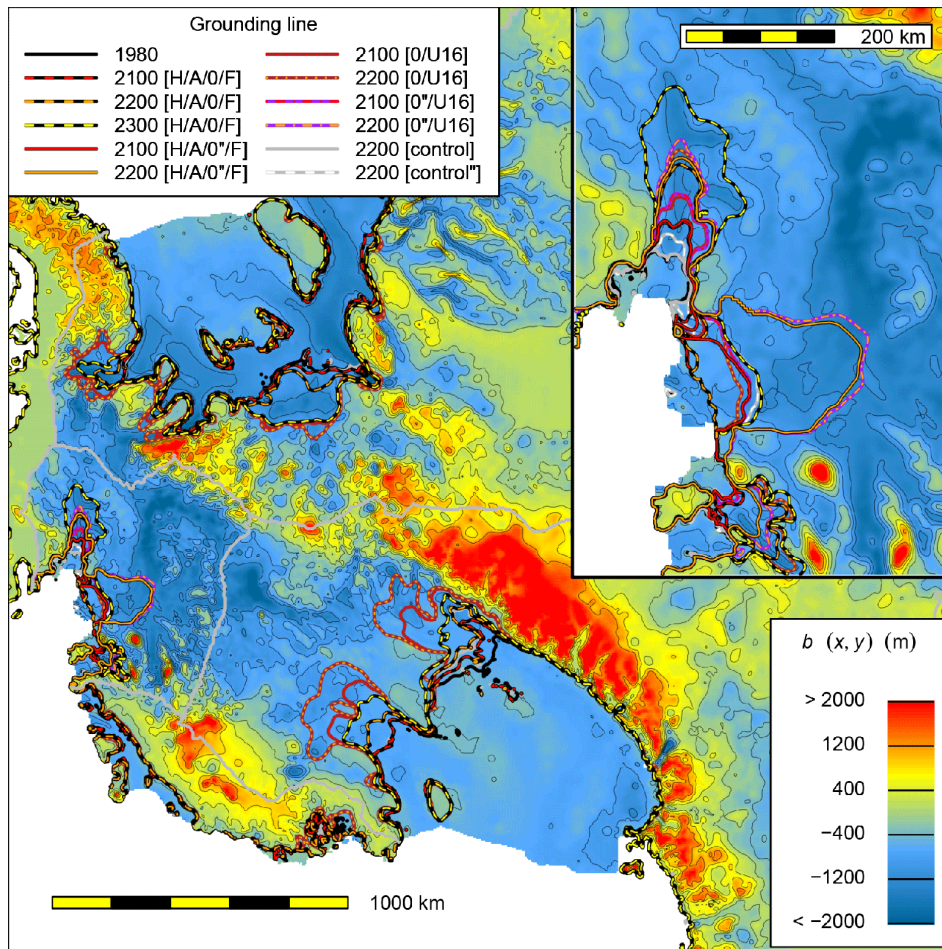 Grounding line
1980
2100 [H/A/0/F]
2200 [H/A/0/F]
2300 [H/A/0/F]
2100 [H/A/0"/F]
2200 [H/A/0"/F]
2100 [0/U16]
2200 [0/U16]
2100 [0"/U16]
2200 [0"/U16]
2200 [control]
2200 [control"]
200 km
1000 km
b (x, y) (m)
> 2000
1200
400
−400
−1200
< −2000